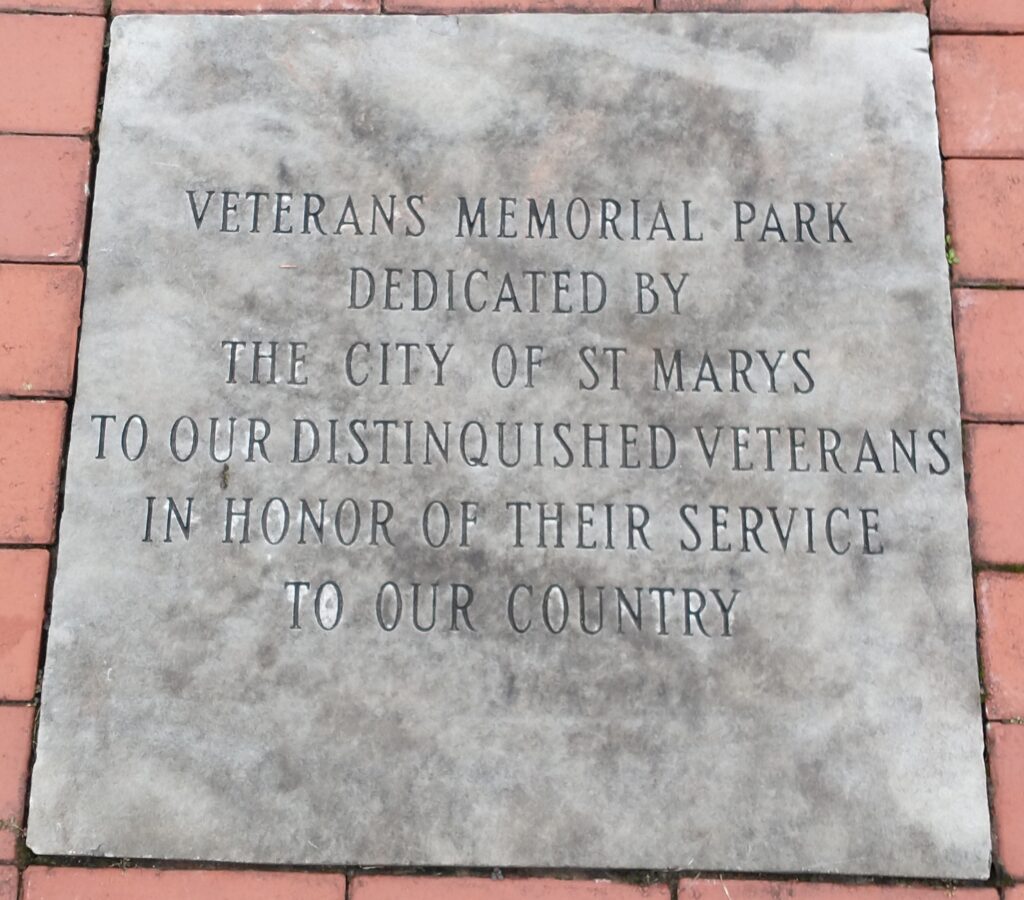 VETERANS MEMORIAL PARK
DEDICATED BY
THE CITY OF ST MARYS
TO OUR DISTINQUISHED VETERANS
IN HONOR OF THEIR SERVICE
TO OUR COUNTRY